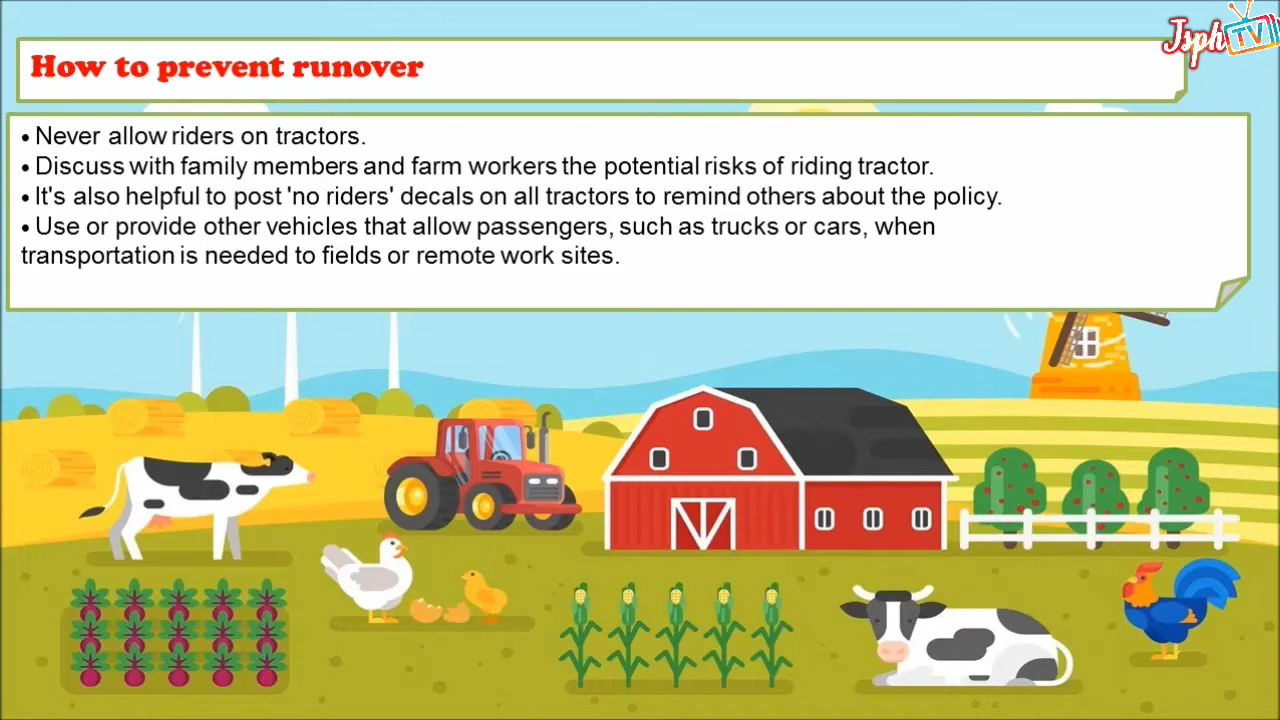 Jsph TV
How to prevent runover
• Never allow riders on tractors.
• Discuss with family members and farm workers the potential risks of riding tractor.
• It's also helpful to post 'no riders' decals on all tractors to remind others about the policy.
• Use or provide other vehicles that allow passengers, such as trucks or cars, when
transportation is needed to fields or remote work sites.